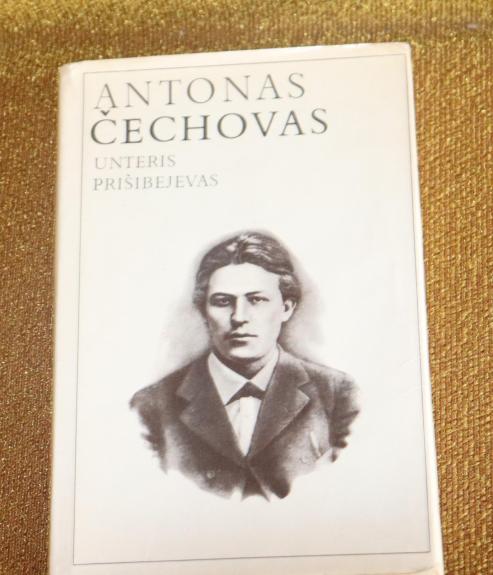 ANTONAS
ČECHOVAS
UNTERIS
PRIŠIBEJEVAS